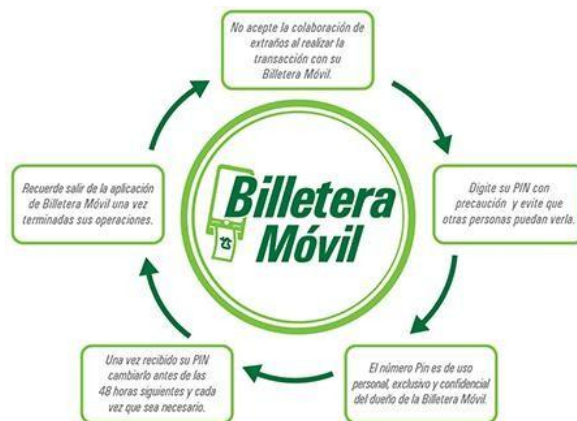 No acepte la colaboración de
extraños al realizar la
transacción con su
Billetera Móvil.
Digite su PIN con
precaución y evite que
otras personas puedan verla.
El número Pin es de uso
personal, exclusivo y confidencial
del dueño de la Billetera Móvil.
Una vez recibido su PIN
cambiarlo antes de las
48 horas siguientes y cada
vez que sea necesario.
Recuerde salir de la aplicación
de Billetera Móvil una vez
terminadas sus operaciones.
Billetera
Móvil